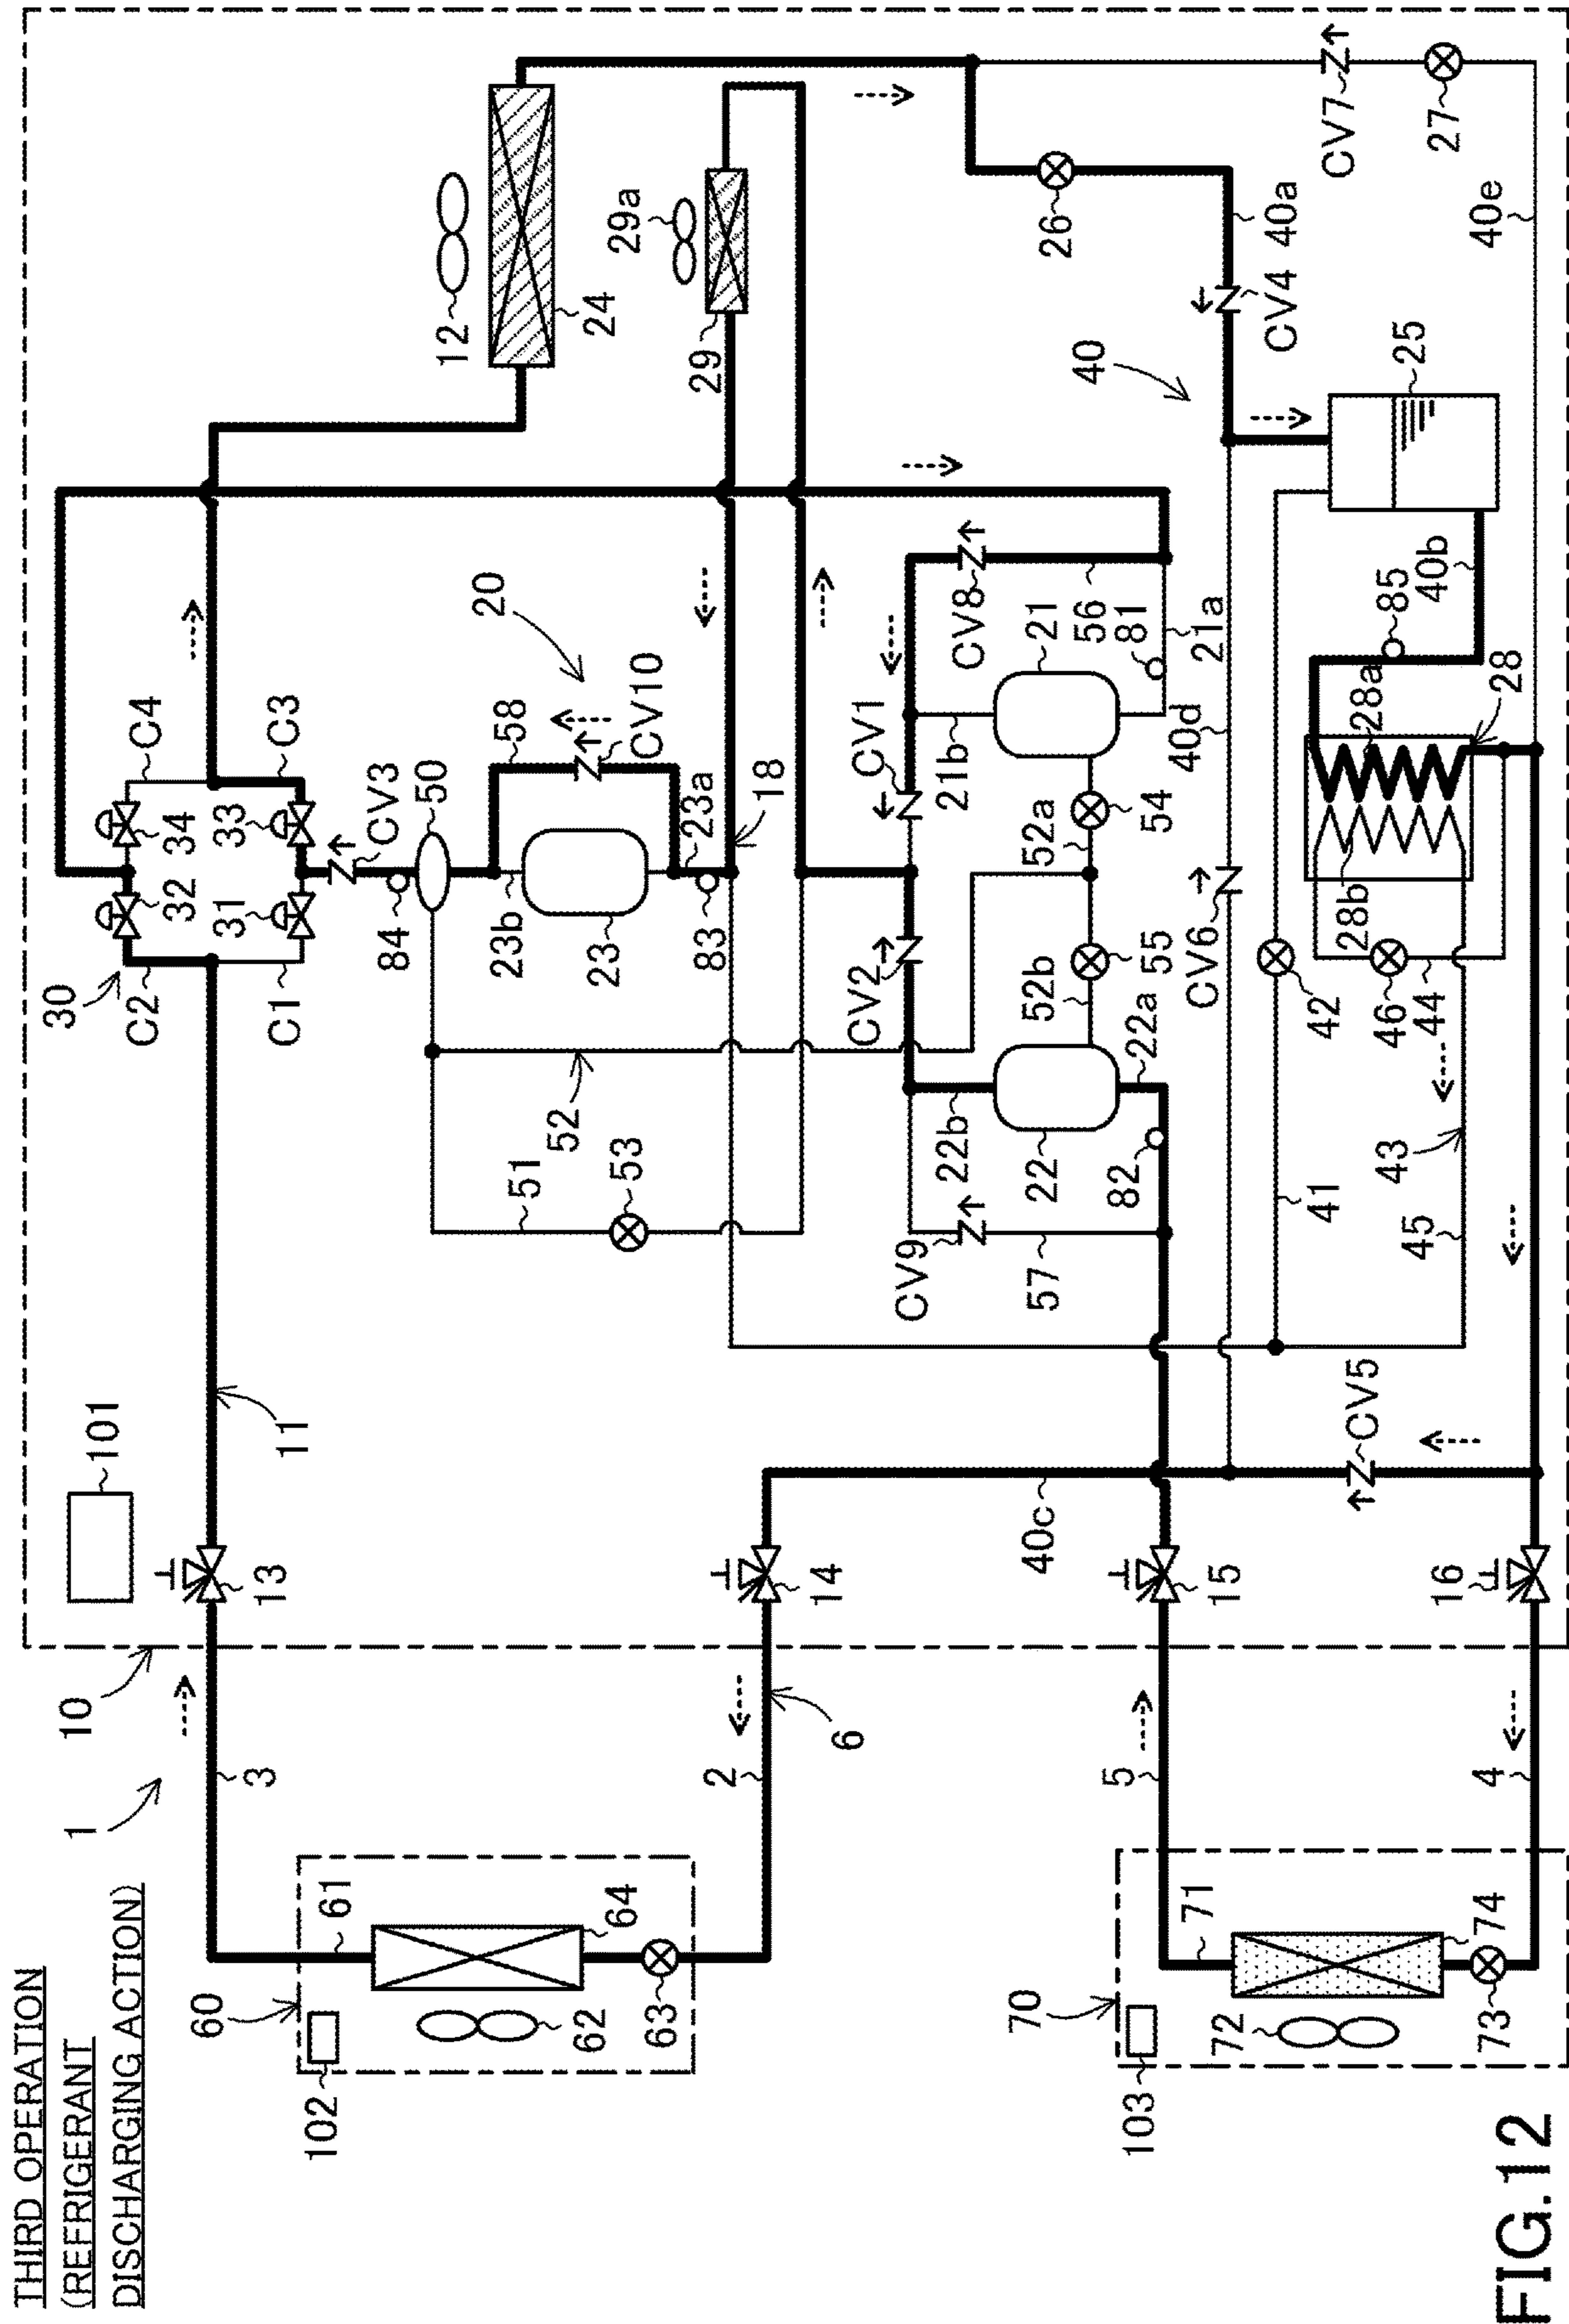 THIRD OPERATION
(REFRIGERANT
DISCHARGING ACTION)
FIG.12
1
10
101
3
13
11
30
C2
C1
32
31
34
33
C4
C3
CV3
84
50
23b
23
58
CV10
20
83
23a
18
12
24
29a
29
26
40a
CV4
40
CV7
27
40e
25
40b
85
28
28a
28b
46
44
42
CV6
40d
43
45
41
CV1
21b
CV8
56
21
81
21a
54
52a
55
52b
CV2
22a
22b
22
82
CV9
57
52
51
53
CV5
40c
14
15
16
6
2
5
4
60
102
61
62
63
64
70
103
71
72
73
74